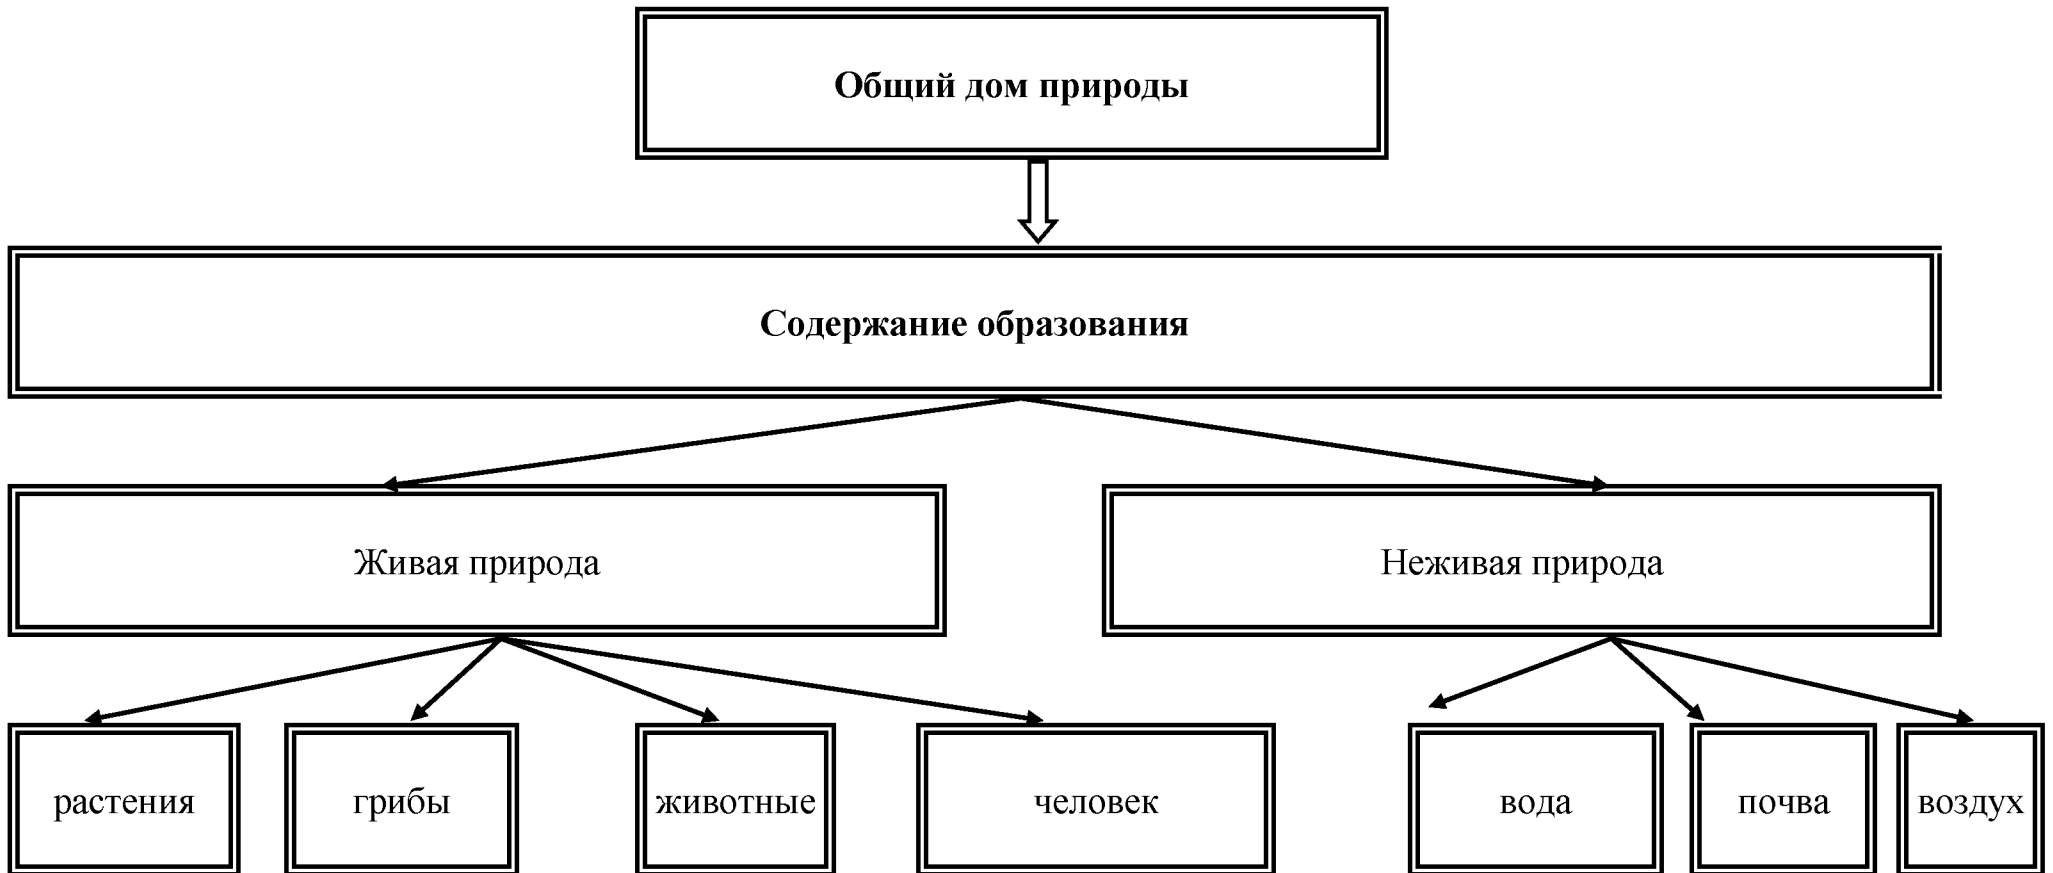 Общий дом природы
Содержание образования
Живая природа
Неживая природа
растения
грибы
животные
человек
вода
почва
воздух